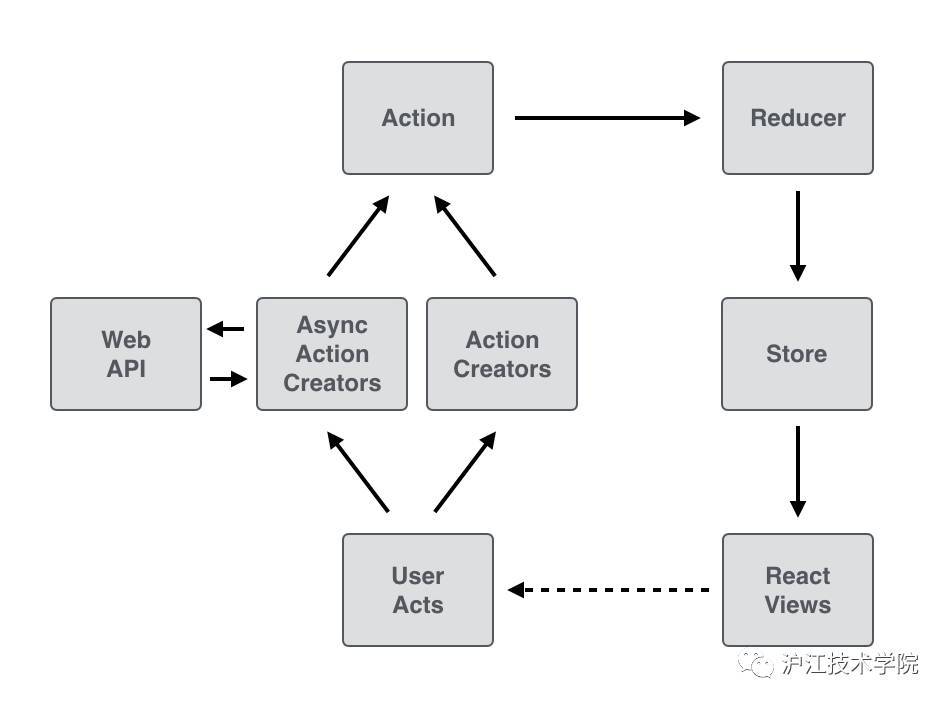 Action
Reducer
Web
API
Async
Action
Creators
Action
Creators
Store
User
Acts
React
Views
沪江技术学院